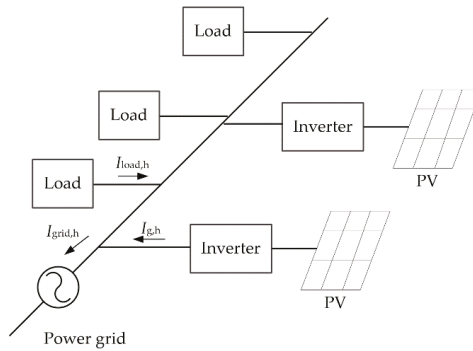 Load
Load
Inverter
PV
I_load,h
Load
I_grid,h
I_g,h
Inverter
PV
Power grid